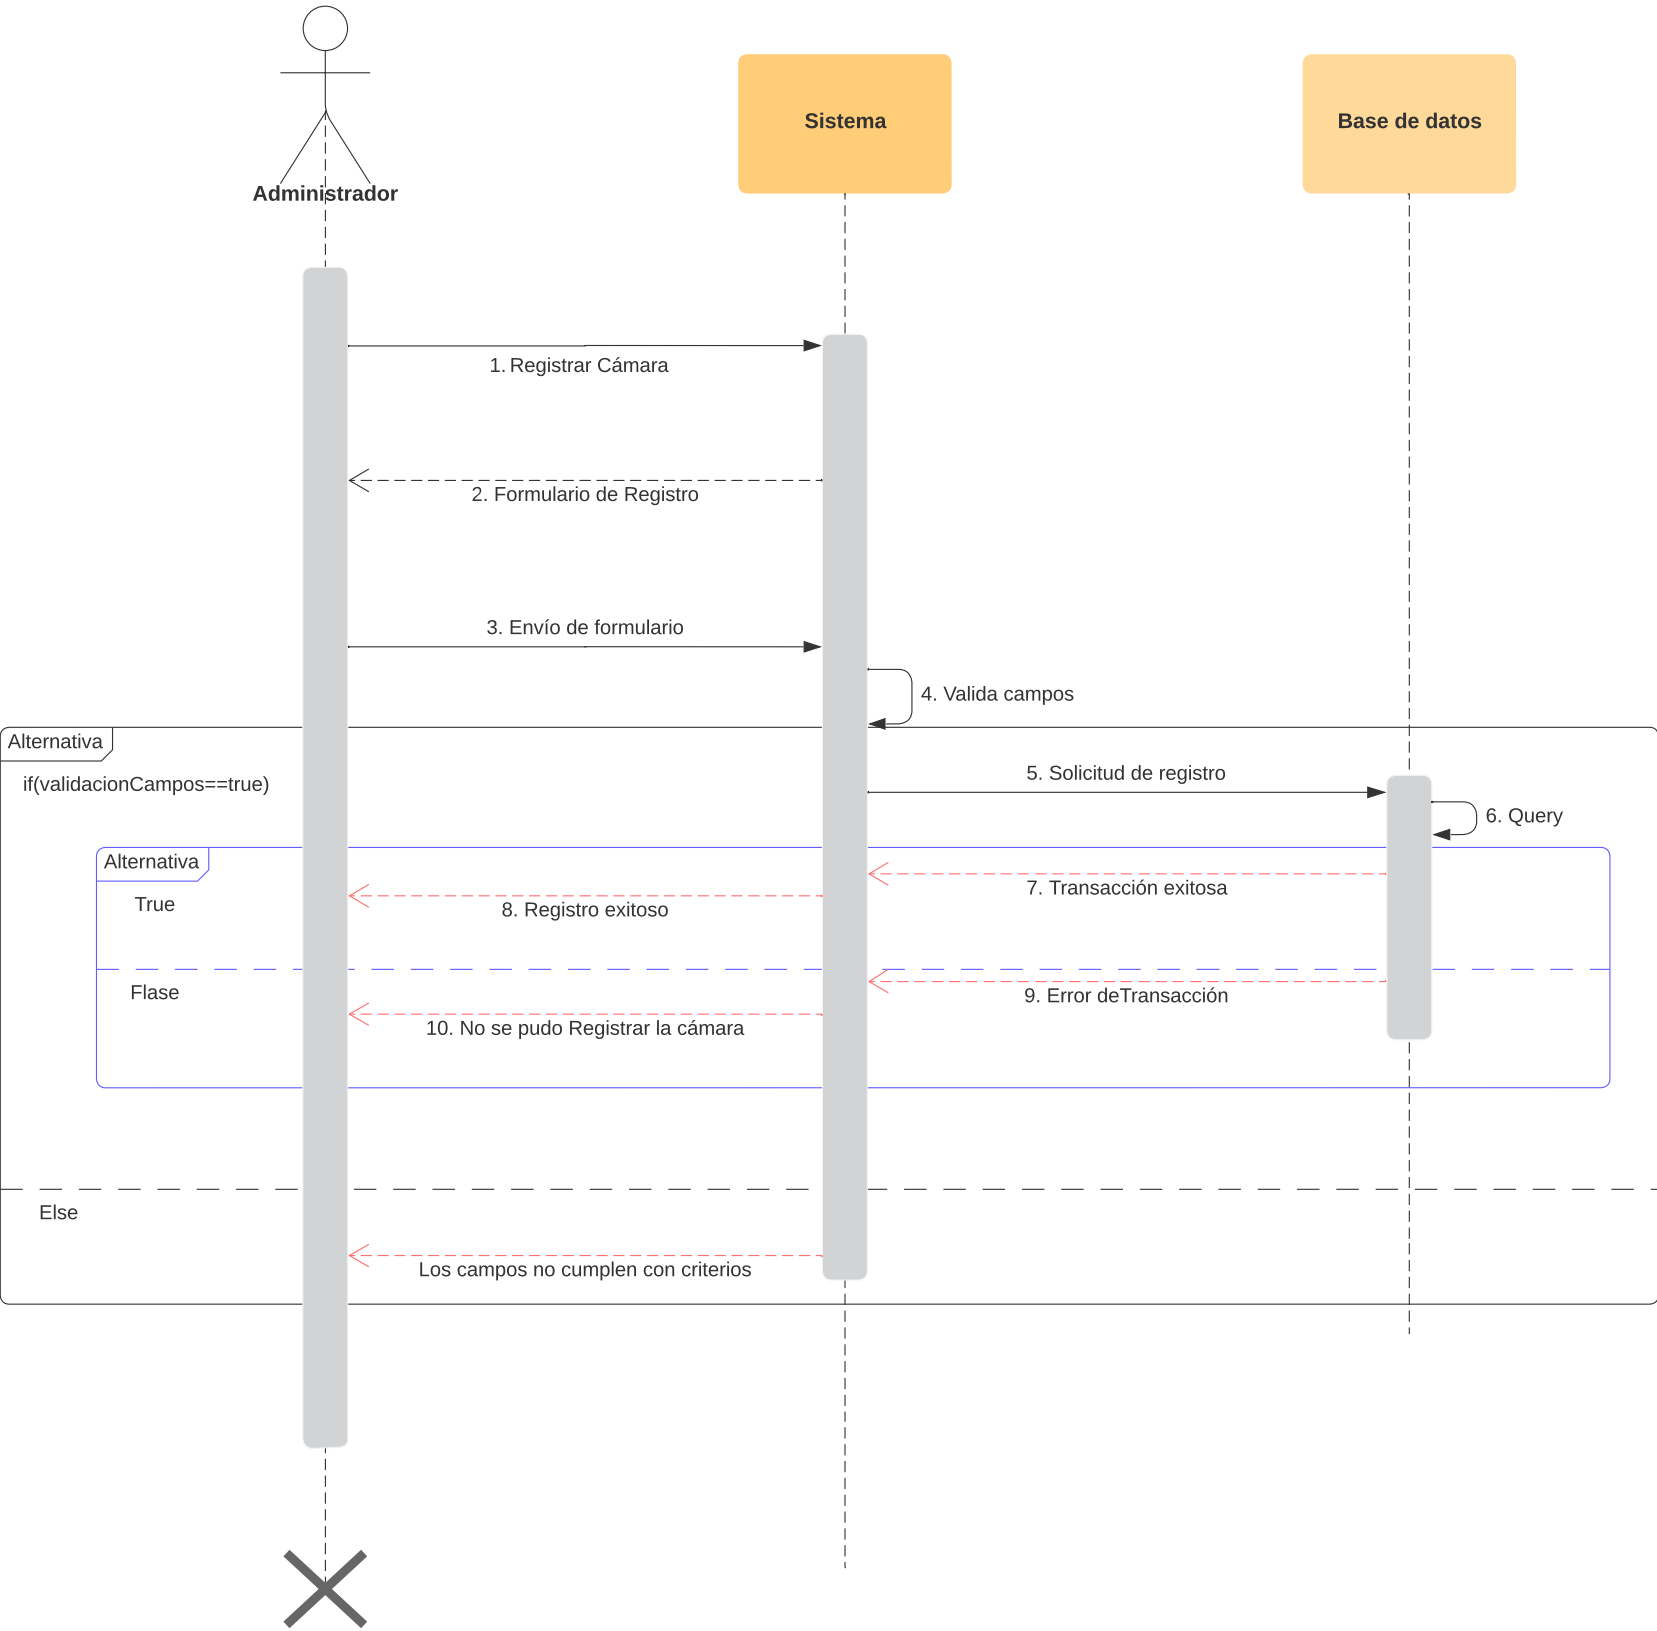 Administrador
Sistema
Base de datos
1. Registrar Cámara
2. Formulario de Registro
3. Envío de formulario
4. Valida campos
Alternativa
if(validacionCampos==true)
5. Solicitud de registro
6. Query
Alternativa
True
7. Transacción exitosa
8. Registro exitoso
Flase
9. Error deTransacción
10. No se pudo Registrar la cámara
Else
Los campos no cumplen con criterios